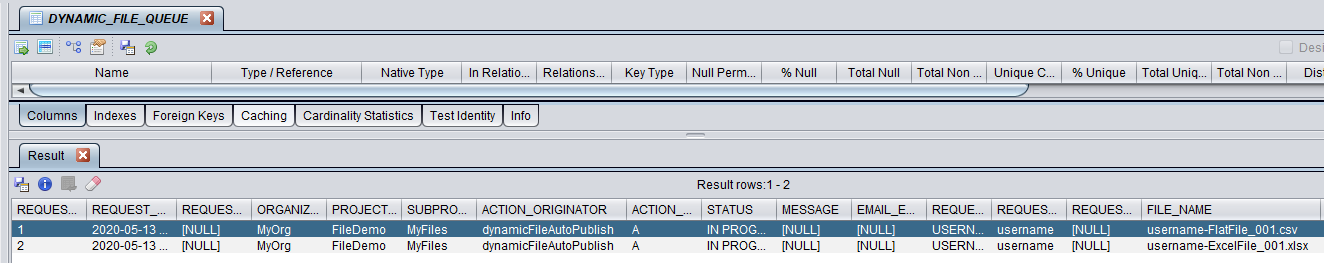 DYNAMIC_FILE_QUEUE
Desi
Name Type / Reference Native Type In Relatio... Relations... Key Type Null Perm... % Null Total Null Total Non ... Unique C... % Unique Total Uniq... Total Non ... Dist
Columns Indexes Foreign Keys Caching Cardinality Statistics Test Identity Info
Result
Result rows:1 - 2
REQUES... REQUEST_... REQUES... ORGANIZ... PROJECT... SUBPRO... ACTION_ORIGINATOR ACTION_... STATUS MESSAGE EMAIL_E... REQUE... REQUES... REQUES... FILE_NAME
1 2020-05-13 ... [NULL] MyOrg FileDemo MyFiles dynamicFileAutoPublish A IN PROG... [NULL] [NULL] USERN... username [NULL] username-FlatFile_001.csv
2 2020-05-13 ... [NULL] MyOrg FileDemo MyFiles dynamicFileAutoPublish A IN PROG... [NULL] [NULL] USERN... username [NULL] username-ExcelFile_001.xlsx